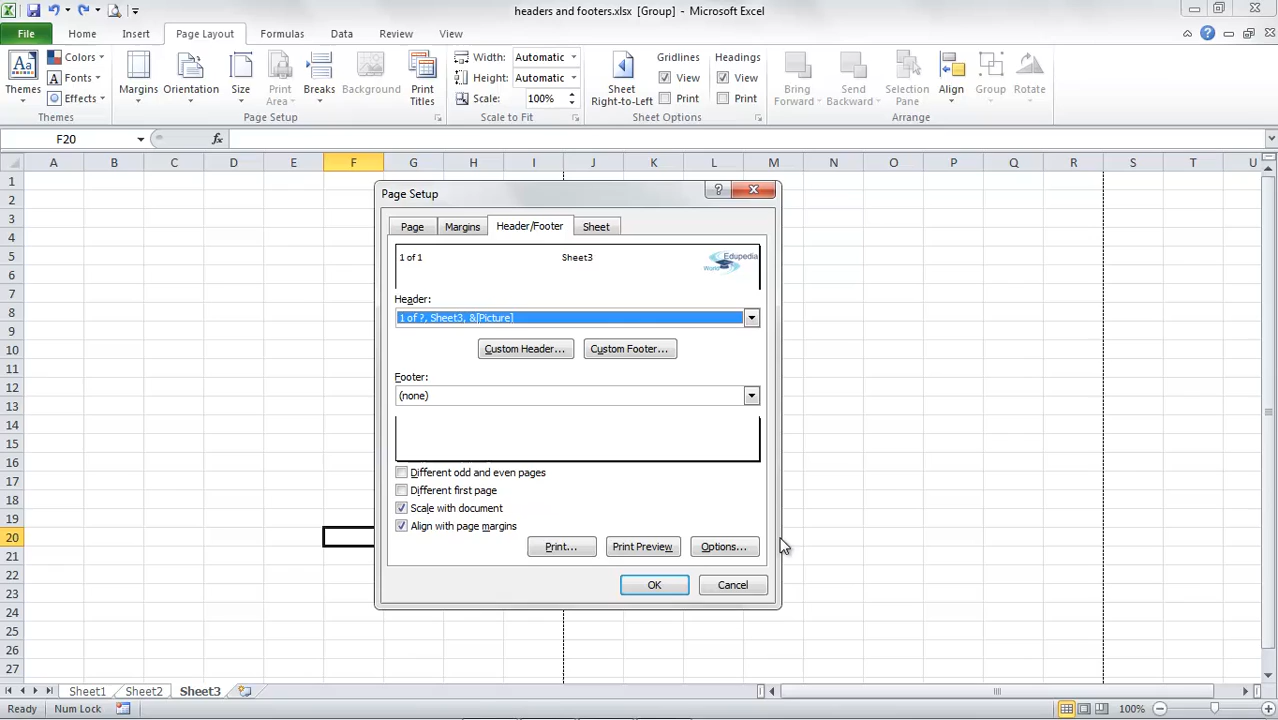 headers and footers.xlsx [Group] - Microsoft Excel
File Home Insert Page Layout Formulas Data Review View
Themes
Colors
Fonts
Effects
Themes
Margins
Orientation
Size
Print Area
Breaks
Background
Print Titles
Page Setup
Width: Automatic
Height: Automatic
Scale: 100%
Scale to Fit
Sheet Right-to-Left
Gridlines
View
Print
Headings
View
Print
Sheet Options
Bring Forward
Send Backward
Selection Pane
Align
Group
Rotate
Arrange
F20 fx
A B C D E F G H I J K L M N O P Q R S T U
1
2
3
4
5
6
7
8
9
10
11
12
13
14
15
16
17
18
19
20
21
22
23
24
25
26
27
Page Setup
Page Margins Header/Footer Sheet
1 of 1 Sheet3 Edupedia World
Header:
1 of ?, Sheet3, &[Picture]
Custom Header... Custom Footer...
Footer:
(none)
Different odd and even pages
Different first page
Scale with document
Align with page margins
Print... Print Preview Options...
OK Cancel
Sheet1 Sheet2 Sheet3
Ready Num Lock 100%